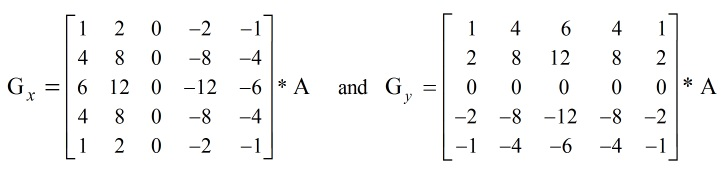 1 2 0 −2 −1 1 4 6 4 1
4 8 0 −8 −4 2 8 12 8 2
G x = 6 12 0 −12 −6 * A and G y = 0 0 0 0 0 * A
4 8 0 −8 −4 −2 −8 −12 −8 −2
1 2 0 −2 −1 −1 −4 −6 −4 −1